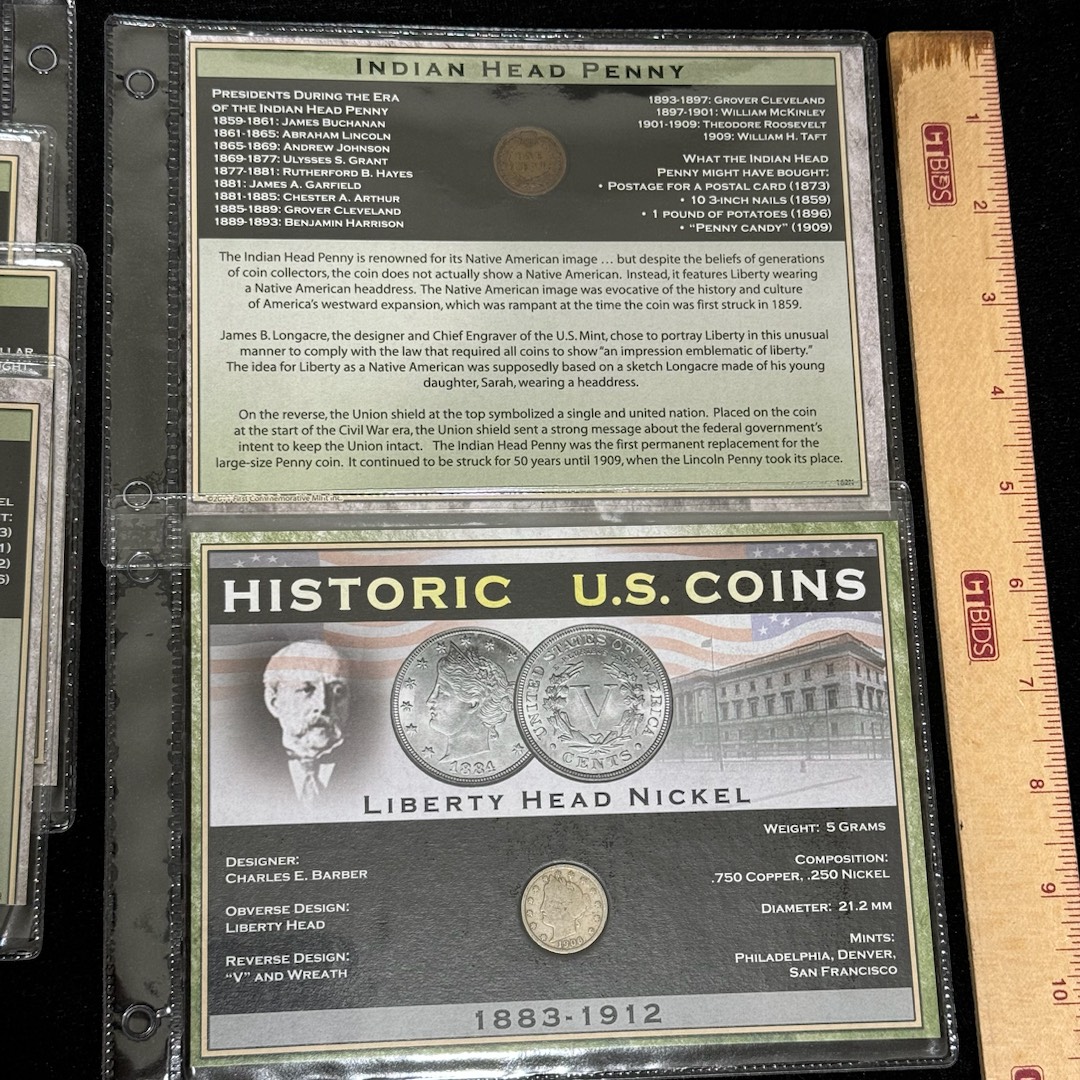 INDIAN HEAD PENNY
PRESIDENTS DURING THE ERA
OF THE INDIAN HEAD PENNY
1859-1861: JAMES BUCHANAN
1861-1865: ABRAHAM LINCOLN
1865-1869: ANDREW JOHNSON
1869-1877: ULYSSES S. GRANT
1877-1881: RUTHERFORD B. HAYES
1881: JAMES A. GARFIELD
1881-1885: CHESTER A. ARTHUR
1885-1889: GROVER CLEVELAND
1889-1893: BENJAMIN HARRISON
1893-1897: GROVER CLEVELAND
1897-1901: WILLIAM MCKINLEY
1901-1909: THEODORE ROOSEVELT
1909: WILLIAM H. TAFT
WHAT THE INDIAN HEAD
PENNY MIGHT HAVE BOUGHT:
• POSTAGE FOR A POSTAL CARD (1873)
• 10 3-INCH NAILS (1859)
• 1 POUND OF POTATOES (1896)
• "PENNY CANDY" (1909)
The Indian Head Penny is renowned for its Native American image ... but despite the beliefs of generations
of coin collectors, the coin does not actually show a Native American. Instead, it features Liberty wearing
a Native American headdress. The Native American image was evocative of the history and culture
of America's westward expansion, which was rampant at the time the coin was first struck in 1859.
James B. Longacre, the designer and Chief Engraver of the U.S. Mint, chose to portray Liberty in this unusual
manner to comply with the law that required all coins to show "an impression emblematic of liberty."
The idea for Liberty as a Native American was supposedly based on a sketch Longacre made of his young
daughter, Sarah, wearing a headdress.
On the reverse, the Union shield at the top symbolized a single and united nation. Placed on the coin
at the start of the Civil War era, the Union shield sent a strong message about the federal government's
intent to keep the Union intact. The Indian Head Penny was the first permanent replacement for the
large-size Penny coin. It continued to be struck for 50 years until 1909, when the Lincoln Penny took its place.
First Commemorative Mint Inc.
HISTORIC U.S. COINS
1884
UNITED STATES OF AMERICA
V
CENTS
LIBERTY HEAD NICKEL
DESIGNER:
CHARLES E. BARBER
OBVERSE DESIGN:
LIBERTY HEAD
REVERSE DESIGN:
"V" AND WREATH
1900
WEIGHT: 5 GRAMS
COMPOSITION:
.750 COPPER, .250 NICKEL
DIAMETER: 21.2 MM
MINTS:
PHILADELPHIA, DENVER,
SAN FRANCISCO
1883-1912
LLAR
EL
T:
3)
1)
2)
5)
1
2
3
4
5
6
7
8
9
10
CTBIDS
CTBIDS